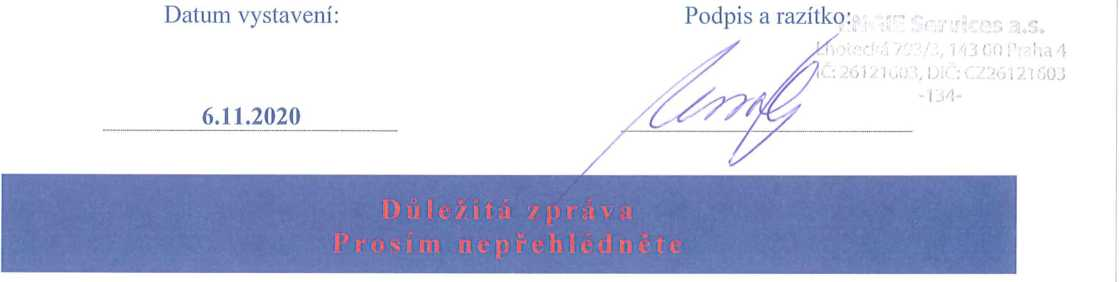 Datum vystavení:
Podpis a razítko:
ENGIE Services a.s.
Lhotecká 793/3, 143 00 Praha 4
IČ: 26121603, DIČ: CZ26121603
-134-
6.11.2020
Důležitá zpráva
Prosím nepřehlédněte